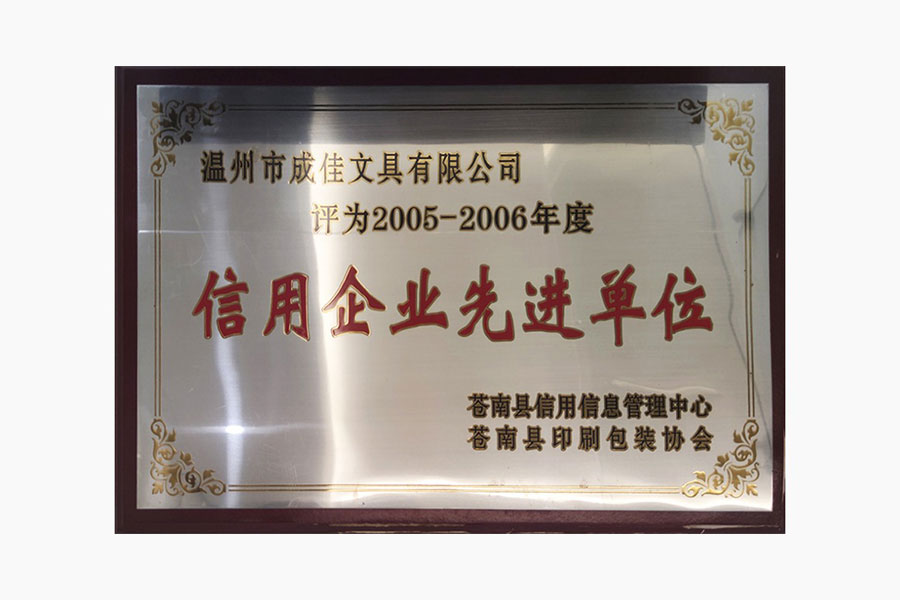 温州市成佳文具有限公司
评为2005-2006年度
信用企业先进单位
苍南县信用信息管理中心
苍南县印刷包装协会